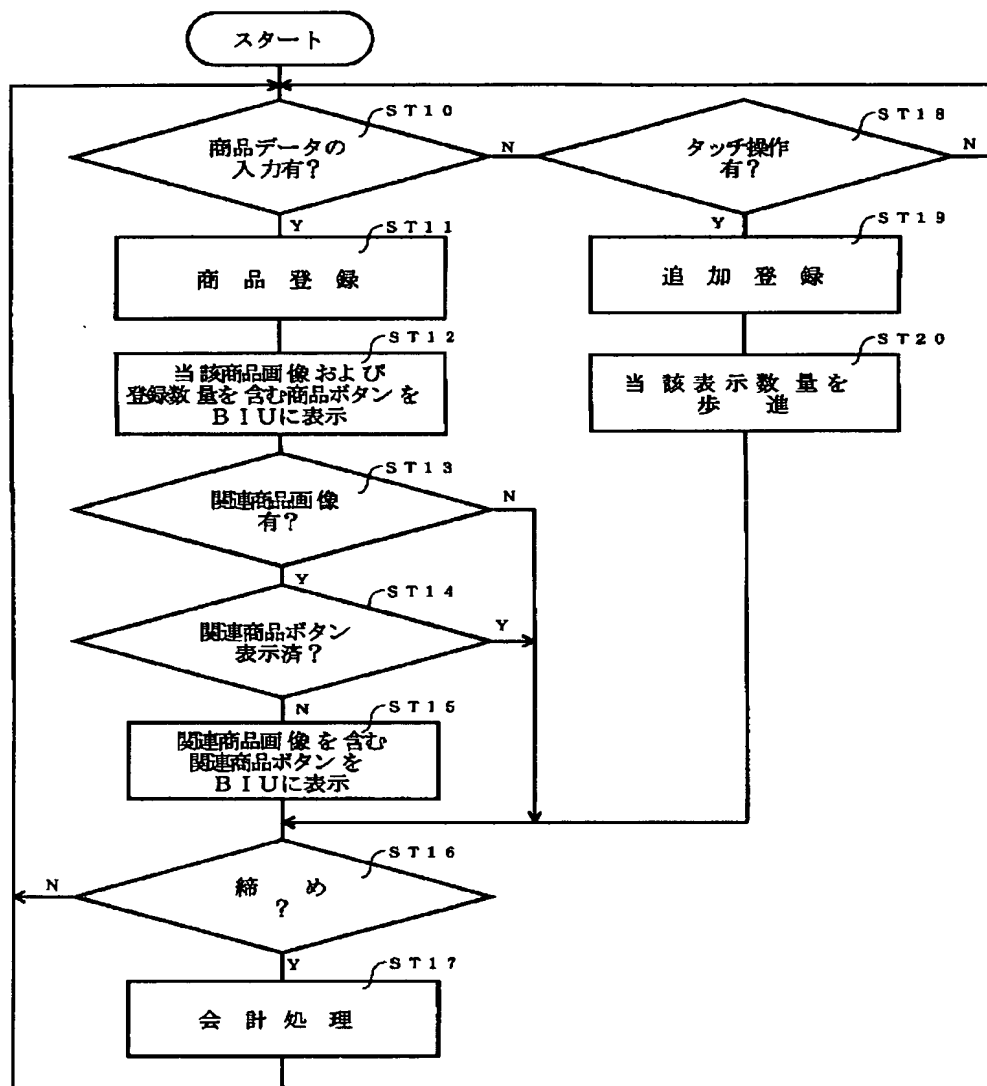 スタート
ST10
商品データの
入力有?
N
Y
ST11
商品登録
ST12
当該商品画像および
登録数量を含む商品ボタンを
BIUに表示
ST13
関連商品画像
有?
N
Y
ST14
関連商品ボタン
表示済?
Y
N
ST15
関連商品画像を含む
関連商品ボタンを
BIUに表示
ST16
締め
?
N
Y
ST17
会計処理
ST18
タッチ操作
有?
N
Y
ST19
追加登録
ST20
当該表示数量を
歩進